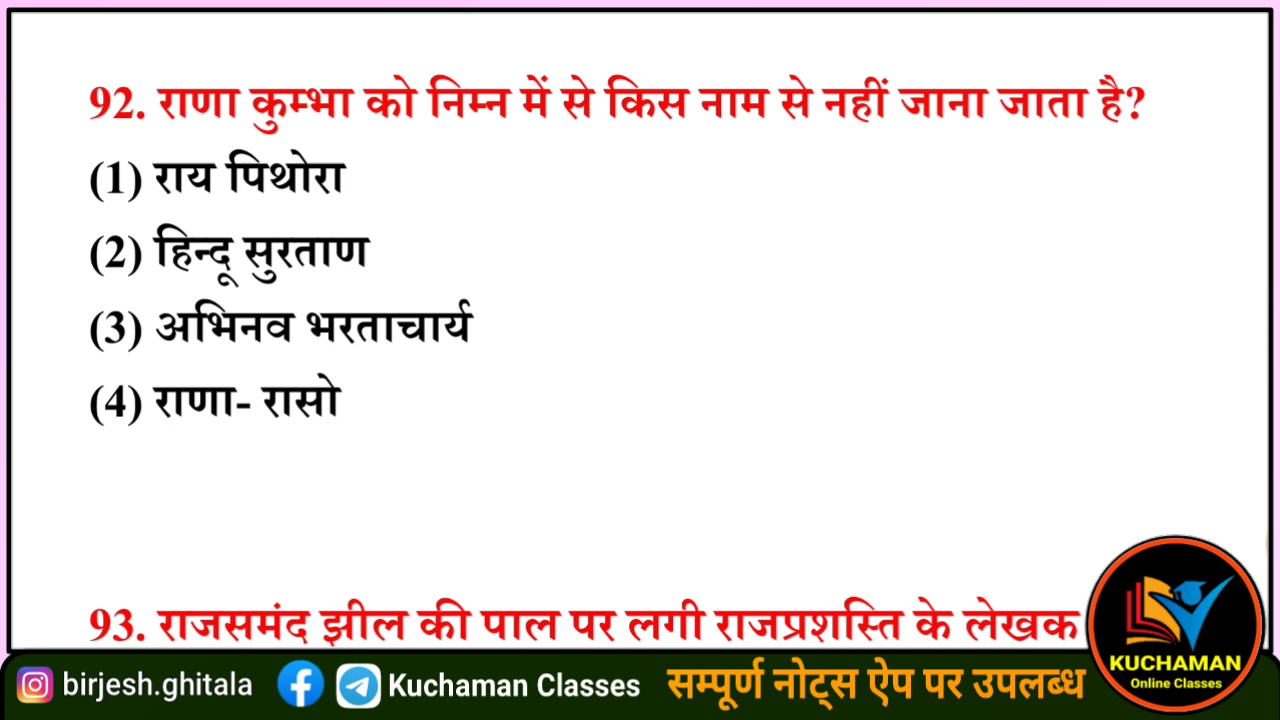 92. राणा कुम्भा को निम्न में से किस नाम से नहीं जाना जाता है?
(1) राय पिथोरा
(2) हिन्दू सुरताण
(3) अभिनव भरताचार्य
(4) राणा- रासो
93. राजसमंद झील की पाल पर लगी राजप्रशस्ति के लेखक
KUCHAMAN
Online Classes
birjesh.ghitala
Kuchaman Classes
सम्पूर्ण नोट्स ऐप पर उपलब्ध